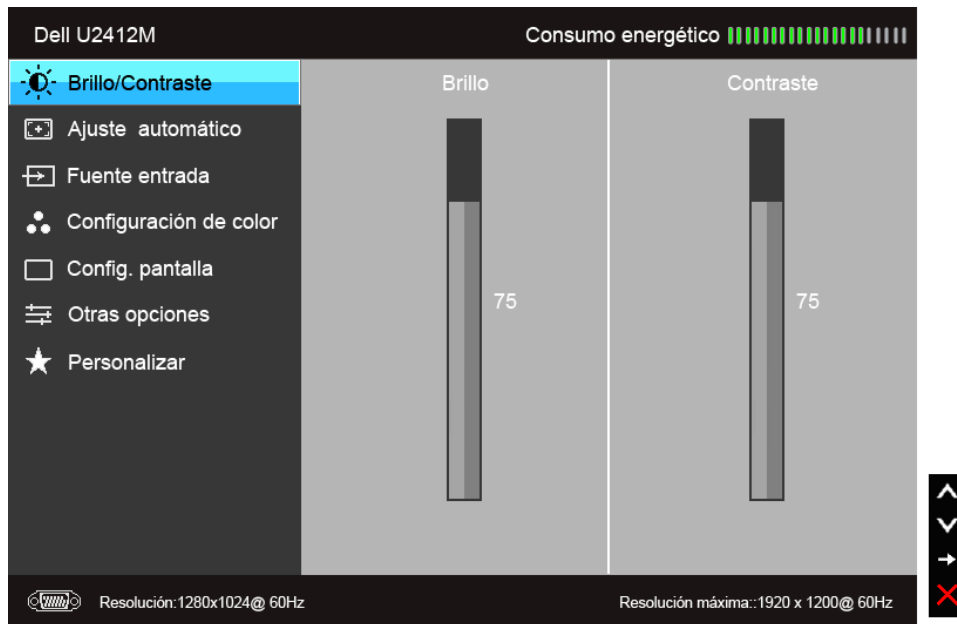 Dell U2412M
Consumo energético
Brillo/Contraste
Ajuste  automático
Fuente entrada
Configuración de color
Config. pantalla
Otras opciones
Personalizar
Brillo
75
Contraste
75
Resolución:1280x1024@ 60Hz
Resolución máxima::1920 x 1200@ 60Hz